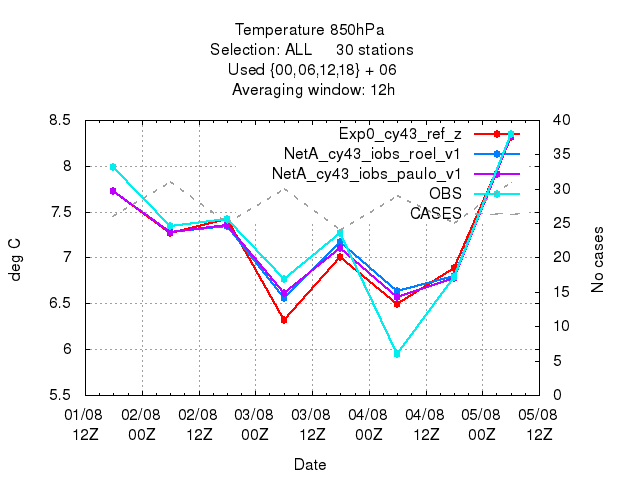 Temperature 850hPa
Selection: ALL 30 stations
Used {00,06,12,18} + 06
Averaging window: 12h
8.5
8
7.5
7
6.5
6
5.5
deg C
40
35
30
25
20
15
10
5
0
No cases
Exp0_cy43_ref_z
NetA_cy43_iobs_roel_v1
NetA_cy43_iobs_paulo_v1
OBS
CASES
01/08 02/08 02/08 03/08 03/08 04/08 04/08 05/08 05/08
12Z 00Z 12Z 00Z 12Z 00Z 12Z 00Z 12Z
Date